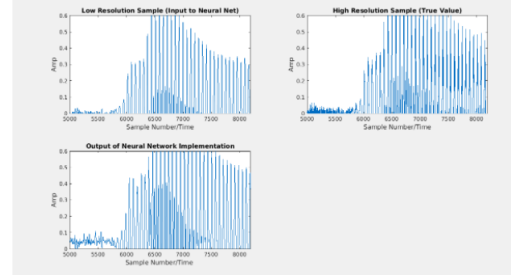 Low Resolution Sample (Input to Neural Net)
0.6
0.5
0.4
0.3
0.2
0.1
0
Amp
5000 5500 6000 6500 7000 7500 8000
Sample Number/Time
High Resolution Sample (True Value)
0.6
0.5
0.4
0.3
0.2
0.1
0
Amp
5000 5500 6000 6500 7000 7500 8000
Sample Number/Time
Output of Neural Network Implementation
0.6
0.5
0.4
0.3
0.2
0.1
0
Amp
5000 5500 6000 6500 7000 7500 8000
Sample Number/Time